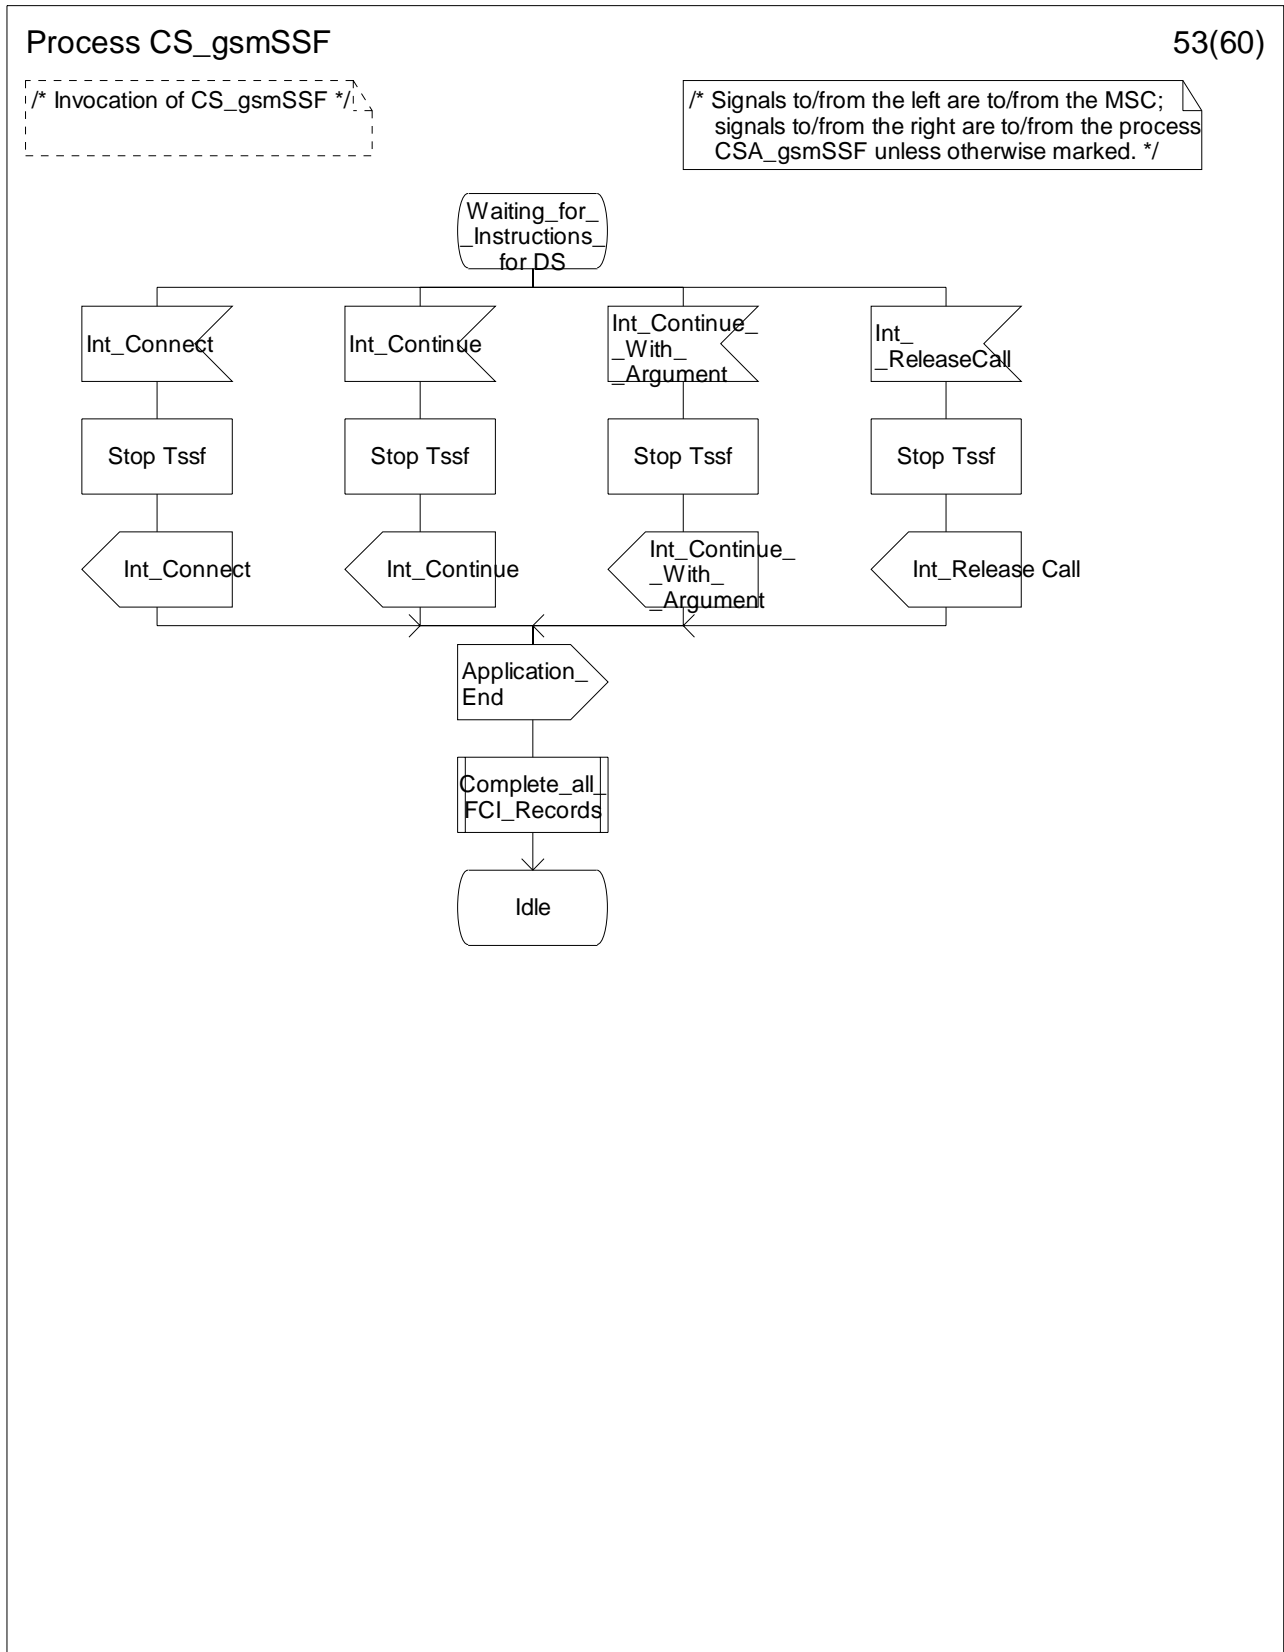 Process CS_gsmSSF
53(60)
/* Invocation of CS_gsmSSF */
/* Signals to/from the left are to/from the MSC;
signals to/from the right are to/from the process
CSA_gsmSSF unless otherwise marked. */
Waiting_for_
_Instructions_
for DS
Int_Connect
Int_Continue
Int_Continue_
_With_
_Argument
Int_
_ReleaseCall
Stop Tssf
Stop Tssf
Stop Tssf
Stop Tssf
Int_Connect
Int_Continue
Int_Continue_
_With_
_Argument
Int_Release Call
Application_
End
Complete_all_
FCI_Records
Idle